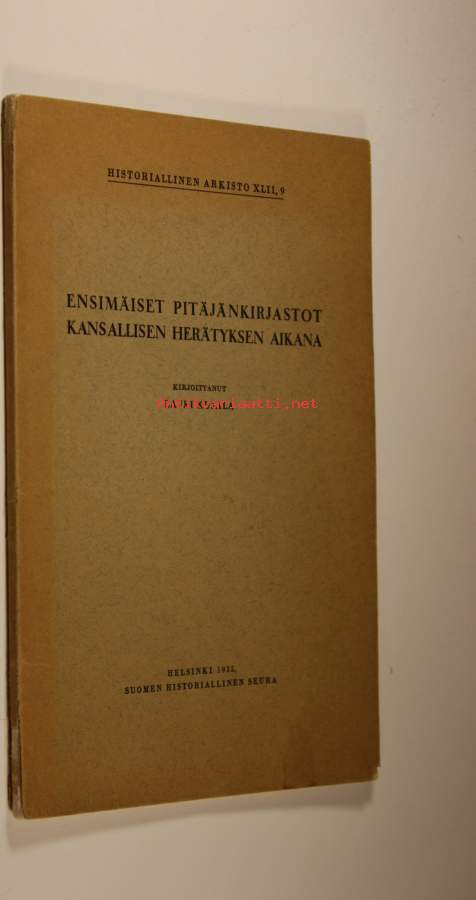 HISTORIALLINEN ARKISTO XLII, 9
ENSIMÄISET PITÄJÄNKIRJASTOT
KANSALLISEN HERÄTYKSEN AIKANA
KIRJOITTANUT
HELSINKI
SUOMEN HISTORIALLINEN SEURA